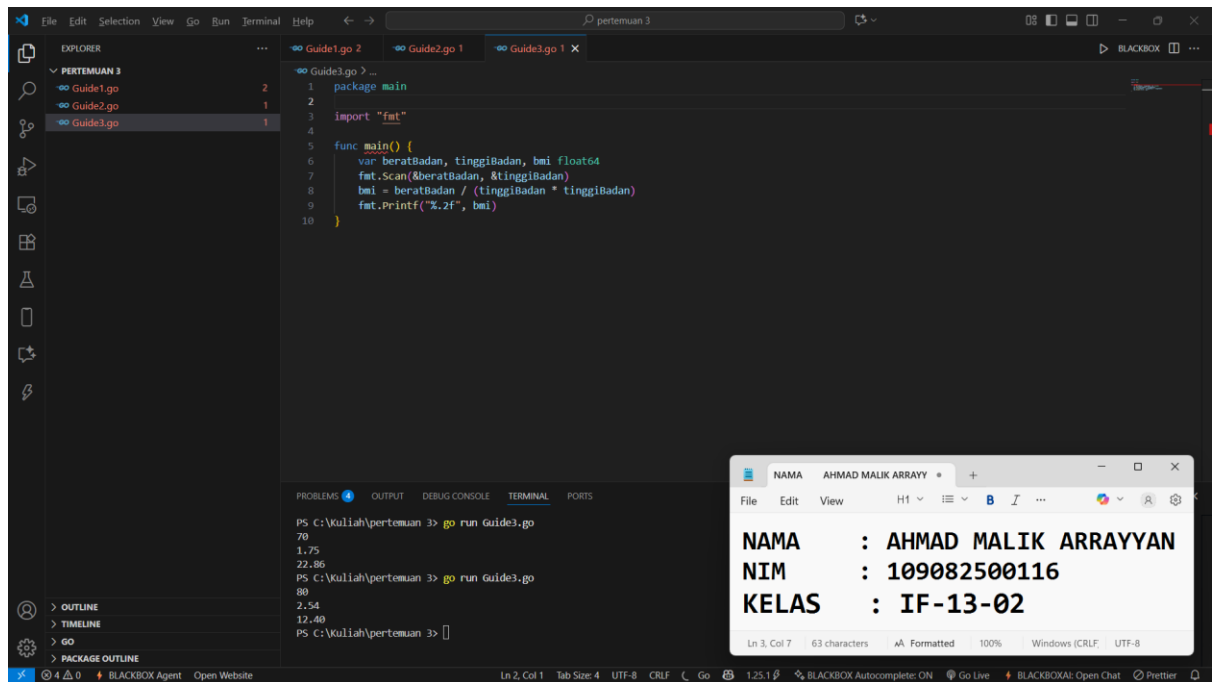 File Edit Selection View Go Run Terminal Help
pertemuan 3
EXPLORER
PERTEMUAN 3
Guide1.go 2
Guide2.go 1
Guide3.go 1
OUTLINE
TIMELINE
GO
PACKAGE OUTLINE
Guide1.go 2 Guide2.go 1 Guide3.go 1
BLACKBOX
Guide3.go > ...
1 package main
2
3 import "fmt"
4
5 func main() {
6     var beratBadan, tinggiBadan, bmi float64
7     fmt.Scan(&beratBadan, &tinggiBadan)
8     bmi = beratBadan / (tinggiBadan * tinggiBadan)
9     fmt.Printf("%.2f", bmi)
10 }
PROBLEMS 4 OUTPUT DEBUG CONSOLE TERMINAL PORTS
PS C:\Kuliah\pertemuan 3> go run Guide3.go
70
1.75
22.86
PS C:\Kuliah\pertemuan 3> go run Guide3.go
80
2.54
12.40
PS C:\Kuliah\pertemuan 3>
NAMA AHMAD MALIK ARRAYY
File Edit View H1 B I ...
NAMA : AHMAD MALIK ARRAYYAN
NIM : 109082500116
KELAS : IF-13-02
Ln 3, Col 7 63 characters Formatted 100% Windows (CRLF, UTF-8
4 0 BLACKBOX Agent Open Website Ln 2, Col 1 Tab Size: 4 UTF-8 CRLF Go 1.25.1 BLACKBOX Autocomplete: ON Go Live BLACKBOXAI: Open Chat Prettier